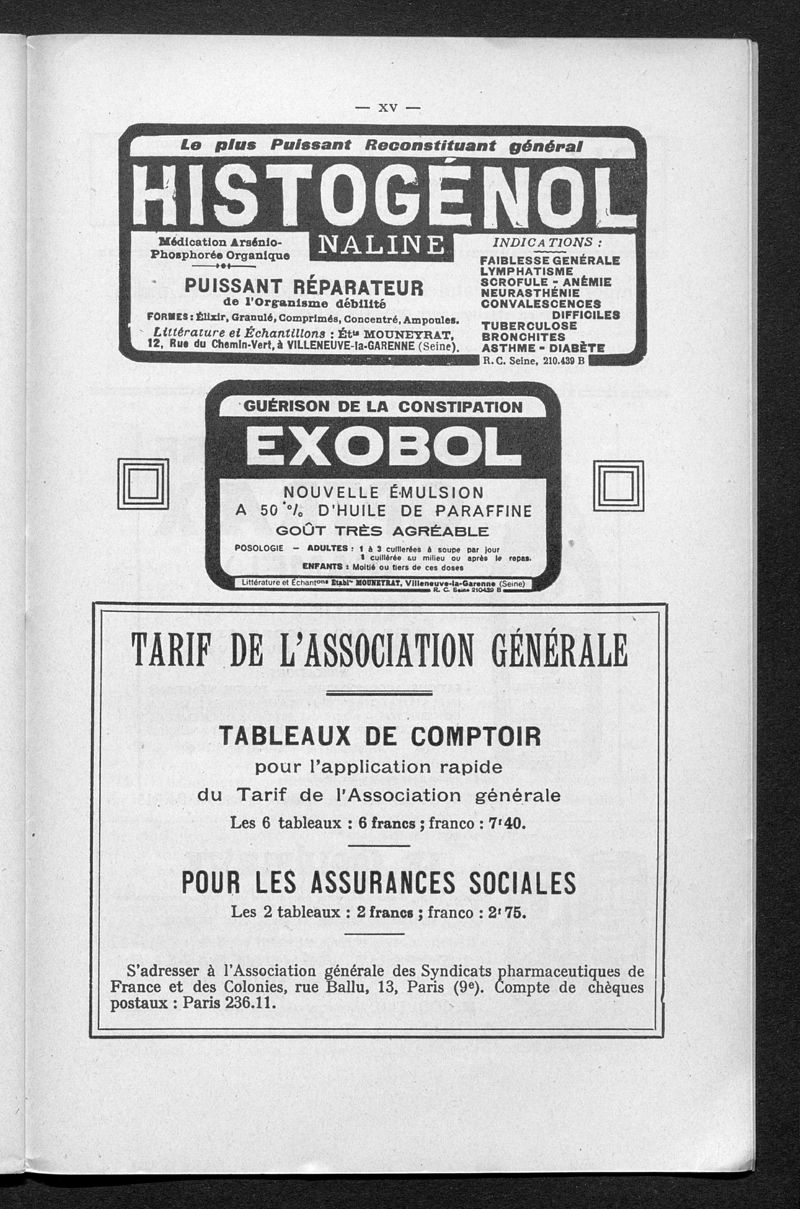 — XV —
Le plus Puissant Reconstituant général
HISTOGÉNOL
NALINE
Médication Arsénio-
Phosphorée Organique
PUISSANT RÉPARATEUR
de l'Organisme débilité
FORMES : Élixir, Granulé, Comprimés, Concentré, Ampoules.
Littérature et Échantillons : Éts MOUNEYRAT,
12, Rue du Chemin-Vert, à VILLENEUVE-la-GARENNE (Seine).
INDICATIONS :
FAIBLESSE GÉNÉRALE
LYMPHATISME
SCROFULE - ANÉMIE
NEURASTHÉNIE
CONVALESCENCES
DIFFICILES
TUBERCULOSE
BRONCHITES
ASTHME - DIABÈTE
R. C. Seine, 210.439 B
GUÉRISON DE LA CONSTIPATION
EXOBOL
NOUVELLE ÉMULSION
A 50 % D'HUILE DE PARAFFINE
GOÛT TRÈS AGRÉABLE
POSOLOGIE — ADULTES : 1 à 3 cuillerées à soupe par jour
1 cuillérée au milieu ou après le repas.
ENFANTS : Moitié ou tiers de ces doses
Littérature et Échantons Établts MOUNEYRAT, Villeneuve-la-Garenne (Seine)
R. C. Seine 210439 B
TARIF DE L'ASSOCIATION GÉNÉRALE
TABLEAUX DE COMPTOIR
pour l'application rapide
du Tarif de l'Association générale
Les 6 tableaux : 6 francs ; franco : 7f40.
POUR LES ASSURANCES SOCIALES
Les 2 tableaux : 2 francs ; franco : 2f75.
S'adresser à l'Association générale des Syndicats pharmaceutiques de
France et des Colonies, rue Ballu, 13, Paris (9e). Compte de chèques
postaux : Paris 236.11.